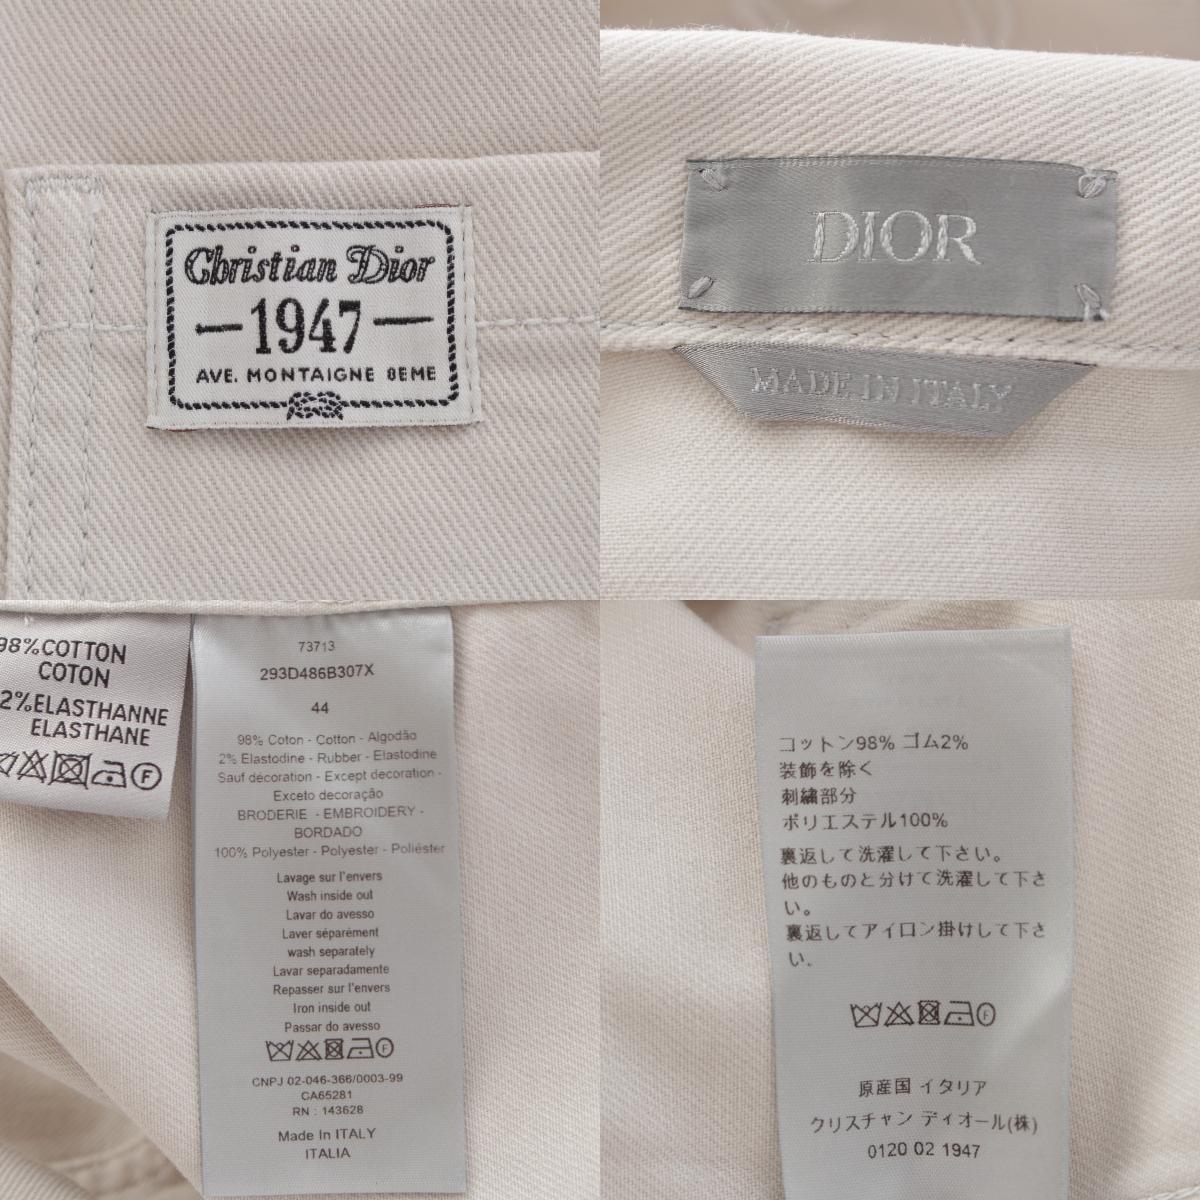 Christian Dior
1947
AVE. MONTAIGNE 8EME
DIOR
MADE IN ITALY
98%COTTON
COTON
2%ELASTHANNE
ELASTHANE
F
73713
293D486B307X
44
98% Coton - Cotton - Algodão
2% Elastodine - Rubber - Elastodine
Sauf décoration - Except decoration -
Exceto decoração
BRODERIE - EMBROIDERY -
BORDADO
100% Polyester - Polyester - Poliéster
Lavage sur l'envers
Wash inside out
Lavar do avesso
Laver séparément
wash separately
Lavar separadamente
Repasser sur l'envers
Iron inside out
Passar do avesso
F
CNPJ 02-046-366/0003-99
CA65281
RN : 143628
Made In ITALY
ITALIA
コットン98% ゴム2%
装飾を除く
刺繍部分
ポリエステル100%
裏返して洗濯して下さい。
他のものと分けて洗濯して下さ
い。
裏返してアイロン掛けして下さ
い。
F
原産国 イタリア
クリスチャン ディオール(株)
0120 02 1947